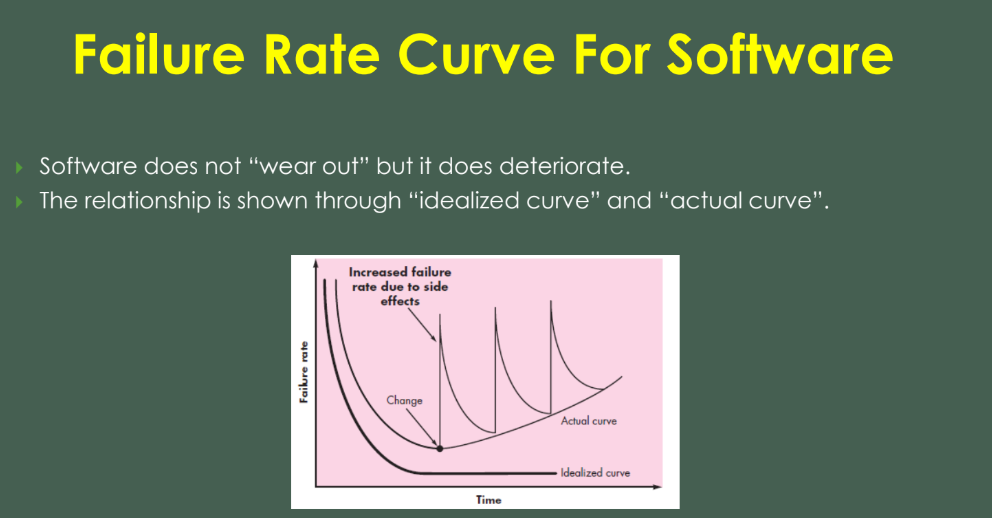 Failure Rate Curve For Software
Software does not “wear out” but it does deteriorate.
The relationship is shown through “idealized curve” and “actual curve”.
Increased failure
rate due to side
effects
Failure rate
Change
Actual curve
Idealized curve
Time